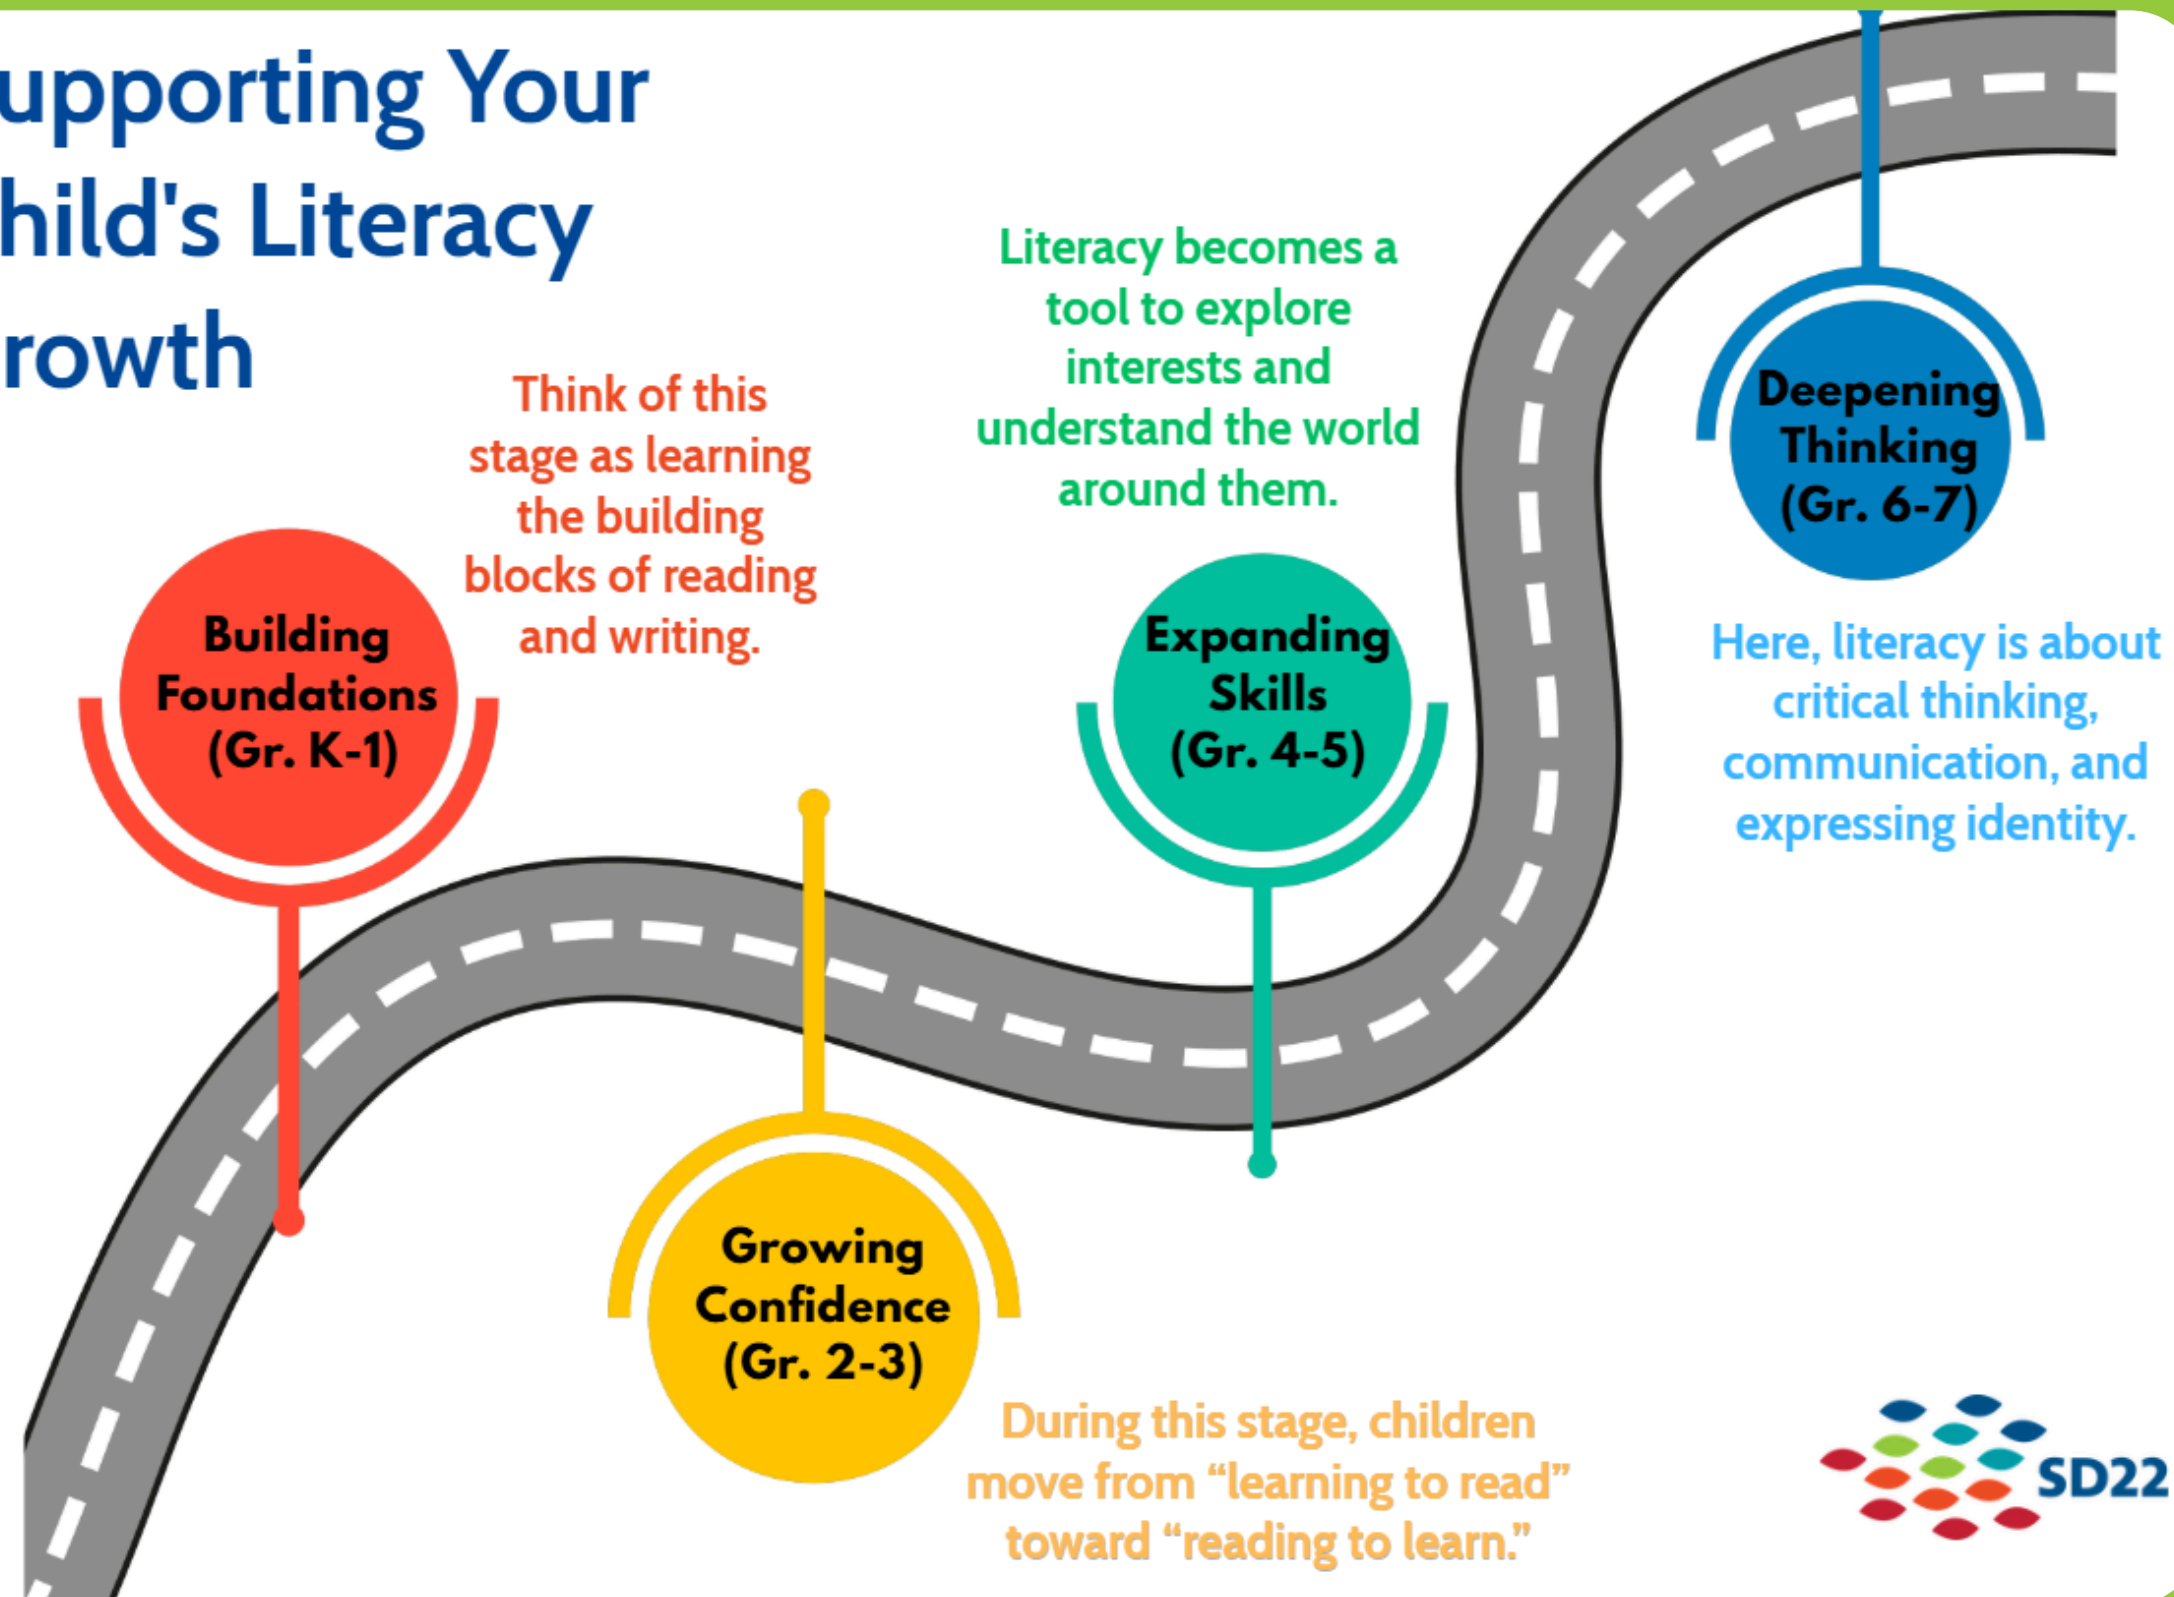 upporting Your
hild's Literacy
rowth
Think of this
stage as learning
the building
blocks of reading
and writing.
Building
Foundations
(Gr. K-1)
Growing
Confidence
(Gr. 2-3)
During this stage, children
move from “learning to read”
toward “reading to learn.”
Literacy becomes a
tool to explore
interests and
understand the world
around them.
Expanding
Skills
(Gr. 4-5)
Deepening
Thinking
(Gr. 6-7)
Here, literacy is about
critical thinking,
communication, and
expressing identity.
SD22